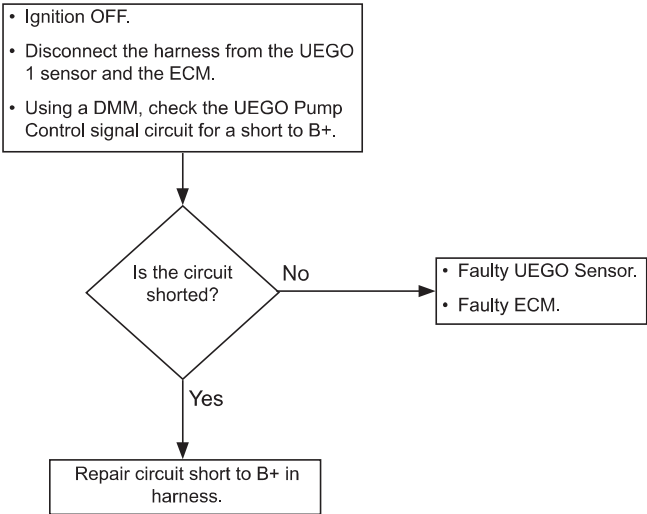 • Ignition OFF.
• Disconnect the harness from the UEGO
1 sensor and the ECM.
• Using a DMM, check the UEGO Pump
Control signal circuit for a short to B+.
Is the circuit
shorted?
No
• Faulty UEGO Sensor.
• Faulty ECM.
Yes
Repair circuit short to B+ in
harness.